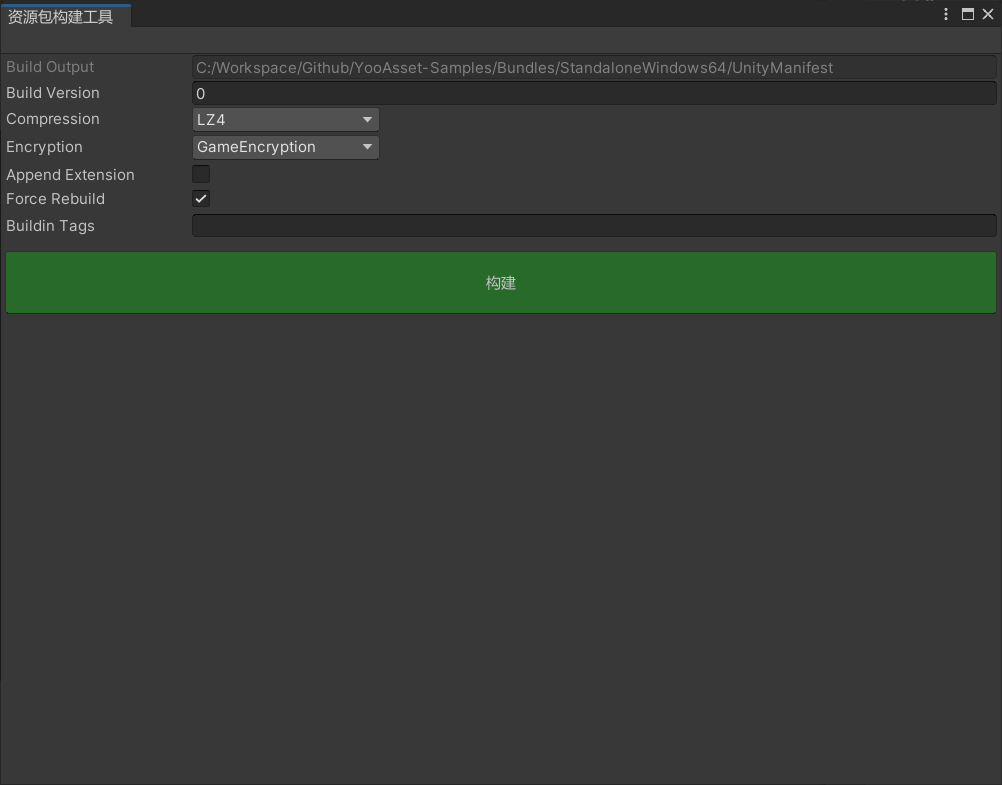 资源包构建工具
Build Output C:/Workspace/Github/YooAsset-Samples/Bundles/StandaloneWindows64/UnityManifest
Build Version 0
Compression LZ4
Encryption GameEncryption
Append Extension
Force Rebuild
Buildin Tags
构建